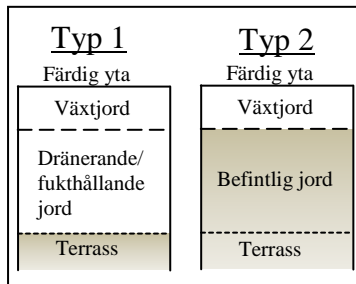 Typ 1
Färdig yta
Växtjord
Dränerande/
fukthållande
jord
Terrass
Typ 2
Färdig yta
Växtjord
Befintlig jord
Terrass